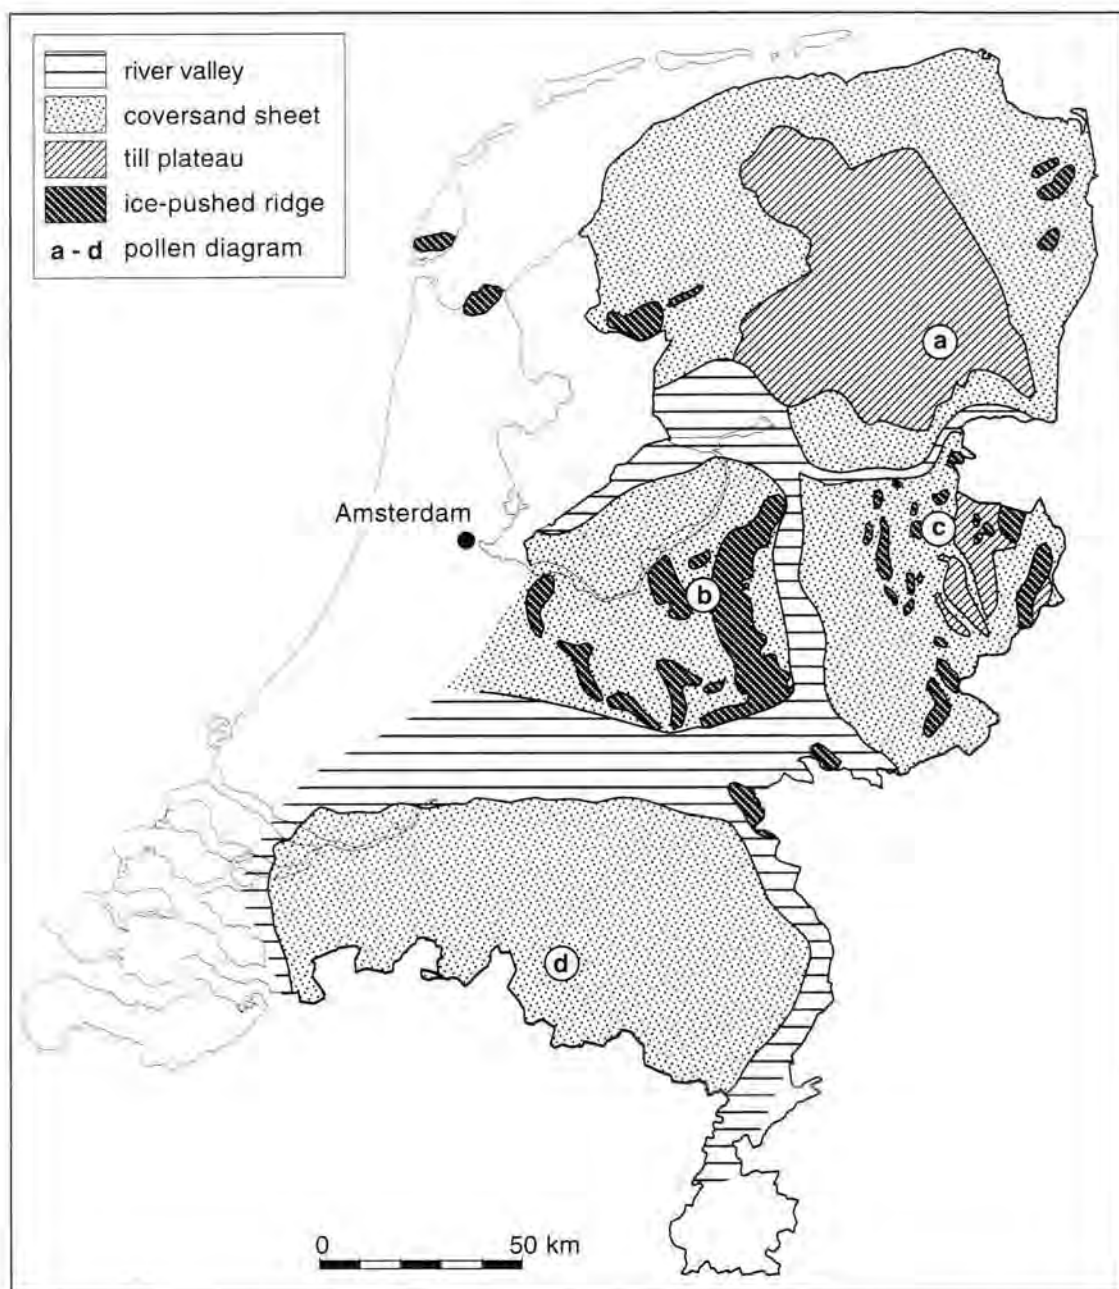 river valley
coversand sheet
till plateau
ice-pushed ridge
a - d pollen diagram
a
Amsterdam
c
b
d
0 50 km